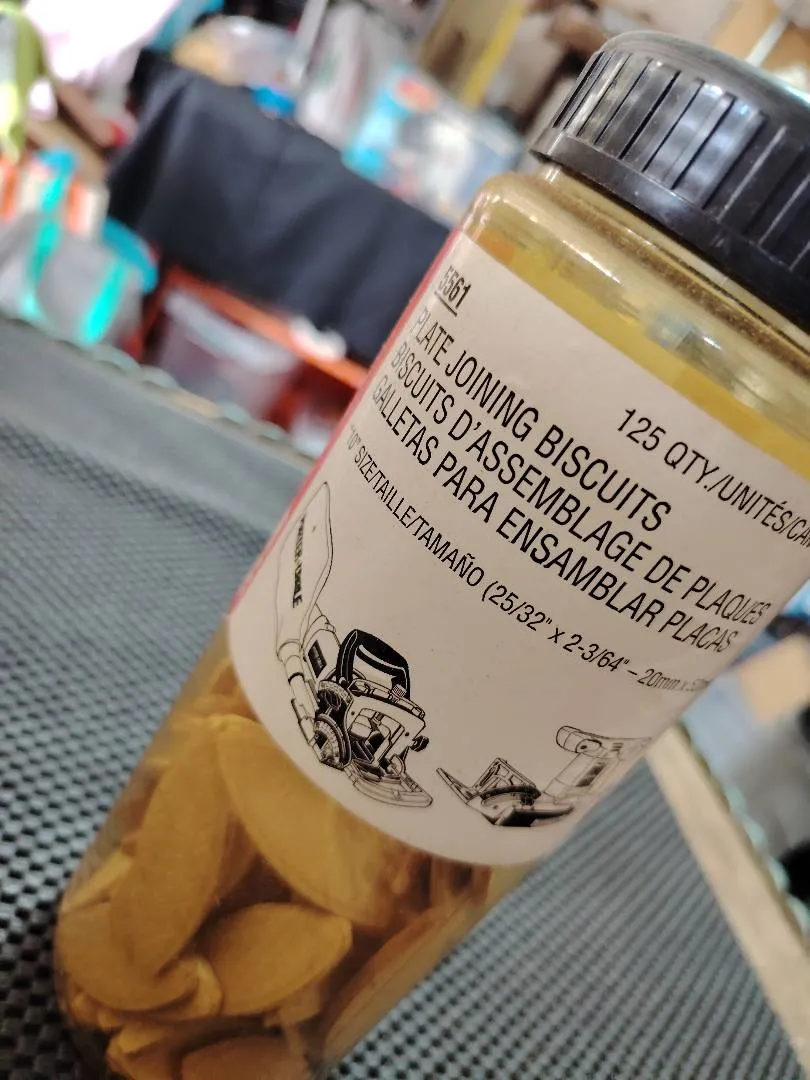 5561
125 QTY./UNITÉS/
PLATE JOINING BISCUITS
BISCUITS D'ASSEMBLAGE DE PLAQUES
GALLETAS PARA ENSAMBLAR PLACAS
SIZE/TAILLE/TAMAÑO (25/32" x 2-3/64" – 20mm x